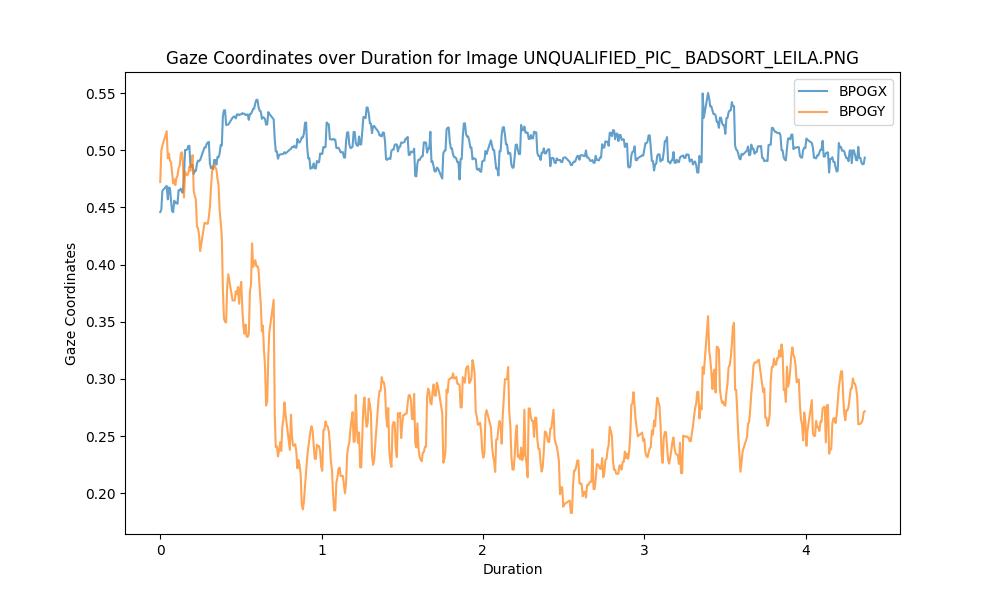 Gaze Coordinates over Duration for Image UNQUALIFIED_PIC_ BADSORT_LEILA.PNG
BPOGX
BPOGY
0.55
0.50
0.45
0.40
0.35
0.30
0.25
0.20
Gaze Coordinates
0 1 2 3 4
Duration